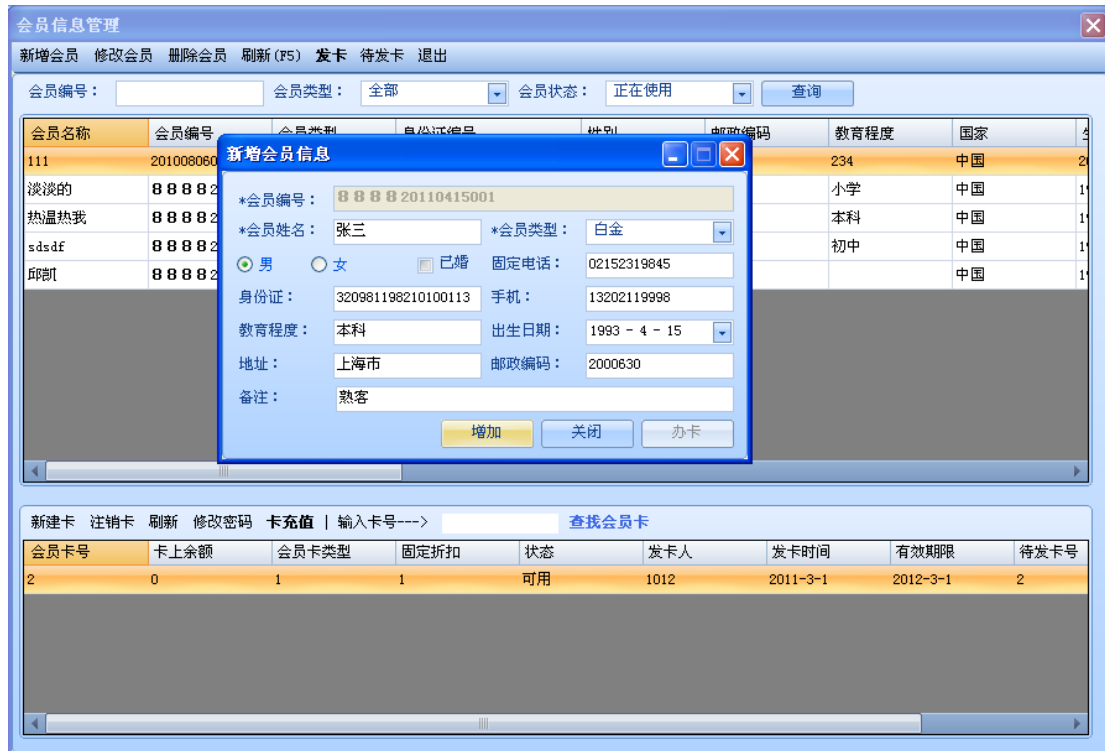 会员信息管理
新增会员 修改会员 删除会员 刷新(F5) 发卡 待发卡 退出
会员编号： 会员类型： 全部 会员状态： 正在使用 查询
会员名称 会员编号 会员类型 身份证编号 性别 邮政编码 教育程度 国家
111 201008060 234 中国
淡淡的 88882 小学 中国
热温热我 88882 本科 中国
sdsdf 88882 初中 中国
邱凯 88882 中国
新增会员信息
*会员编号： 888820110415001
*会员姓名： 张三 *会员类型： 白金
男 女 已婚 固定电话： 02152319845
身份证： 320981198210100113 手机： 13202119998
教育程度： 本科 出生日期： 1993 - 4 - 15
地址： 上海市 邮政编码： 2000630
备注： 熟客
增加 关闭 办卡
新建卡 注销卡 刷新 修改密码 卡充值 | 输入卡号---> 查找会员卡
会员卡号 卡上余额 会员卡类型 固定折扣 状态 发卡人 发卡时间 有效期限 待发卡号
2 0 1 1 可用 1012 2011-3-1 2012-3-1 2